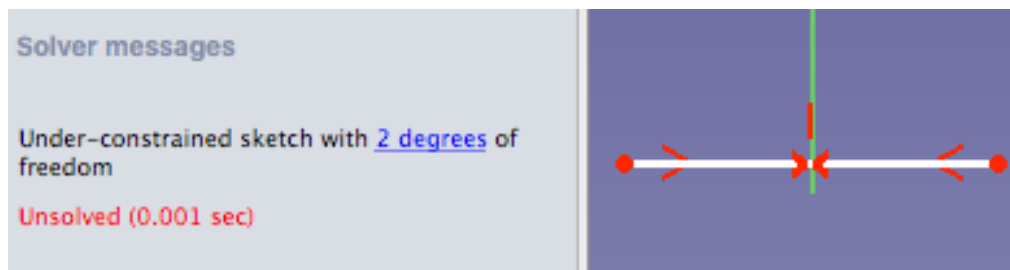 Solver messages
Under-constrained sketch with 2 degrees of
freedom
Unsolved (0.001 sec)